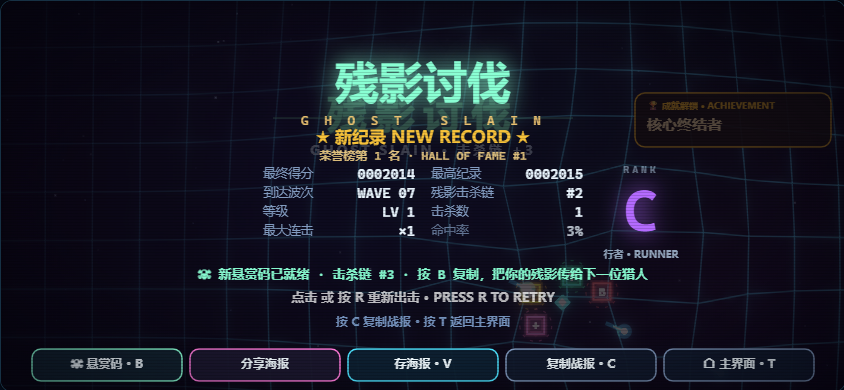 残影讨伐
GHOST SLAIN
★ 新纪录 NEW RECORD ★
荣誉榜第 1 名 · HALL OF FAME #1
成就解锁 • ACHIEVEMENT
核心终结者
最终得分 0002014 最高纪录 0002015
到达波次 WAVE 07 残影击杀链 #2
等级 LV 1 击杀数 1
最大连击 ×1 命中率 3%
RANK
C
行者 • RUNNER
新悬赏码已就绪 · 击杀链 #3 · 按 B 复制, 把你的残影传给下一位猎人
点击 或 按 R 重新出击 • PRESS R TO RETRY
B
按 C 复制战报 • 按 T 返回主界面
悬赏码 • B
分享海报
存海报 • V
复制战报 • C
主界面 • T